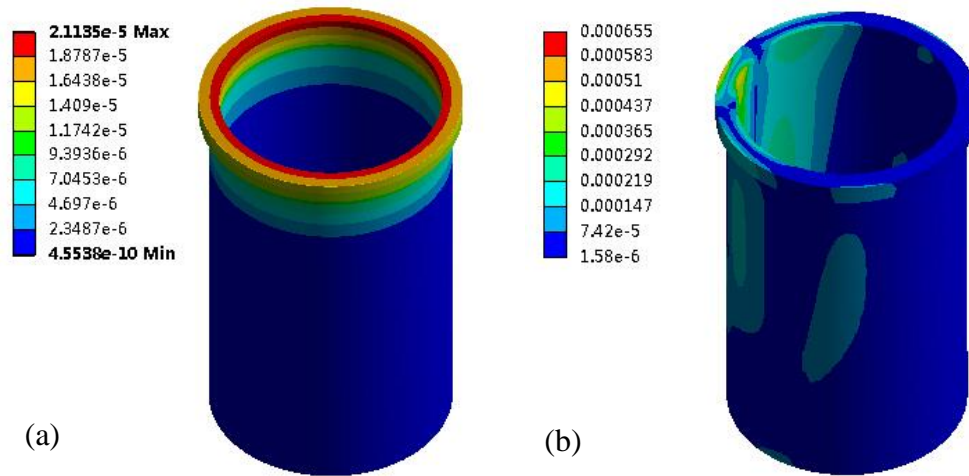 2.1135e-5 Max
1.8787e-5
1.6438e-5
1.409e-5
1.1742e-5
9.3936e-6
7.0453e-6
4.697e-6
2.3487e-6
4.5538e-10 Min
(a)
0.000655
0.000583
0.00051
0.000437
0.000365
0.000292
0.000219
0.000147
7.42e-5
1.58e-6
(b)